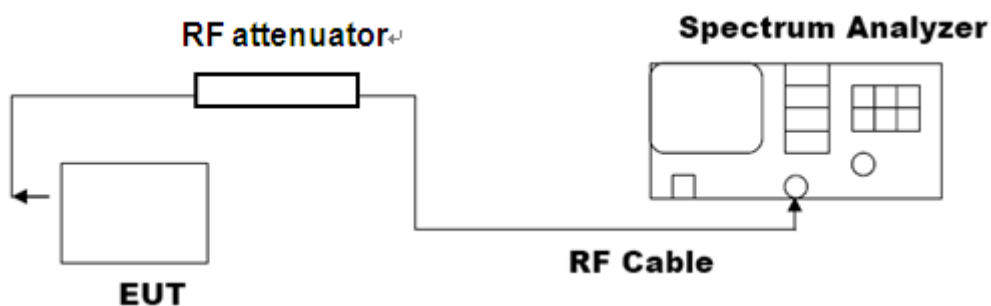 RF attenuator↵
Spectrum Analyzer
RF Cable
EUT